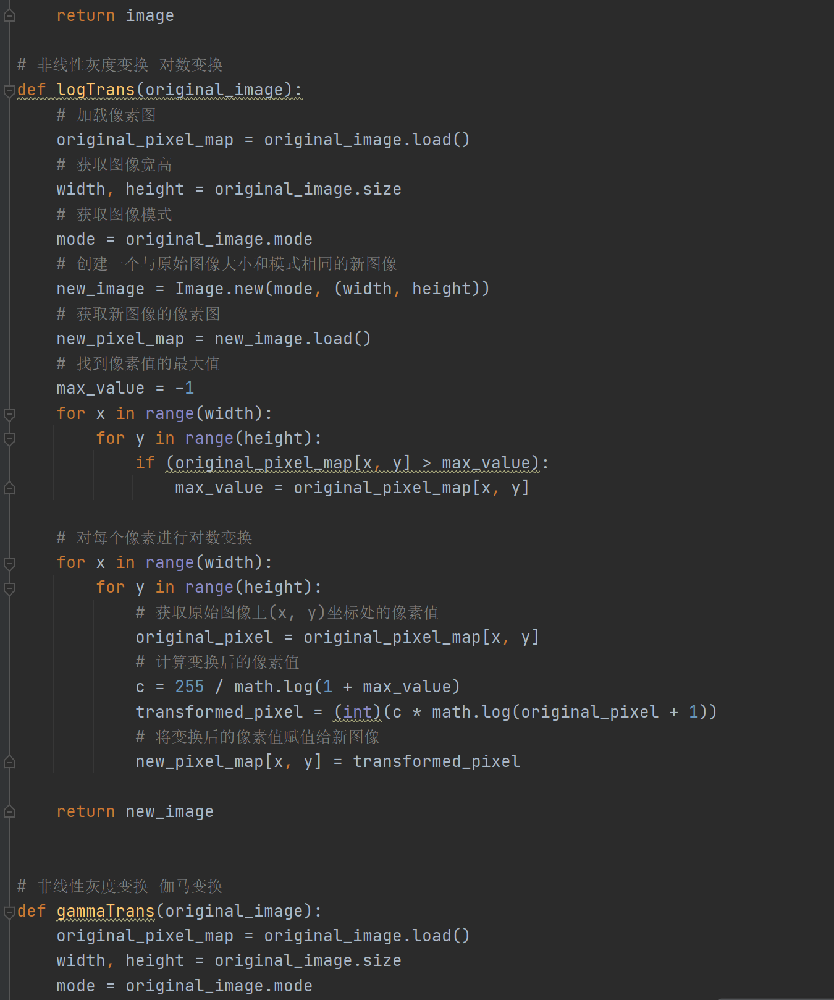 return image

# 非线性灰度变换 对数变换
def logTrans(original_image):
    # 加载像素图
    original_pixel_map = original_image.load()
    # 获取图像宽高
    width, height = original_image.size
    # 获取图像模式
    mode = original_image.mode
    # 创建一个与原始图像大小和模式相同的新图像
    new_image = Image.new(mode, (width, height))
    # 获取新图像的像素图
    new_pixel_map = new_image.load()
    # 找到像素值的最大值
    max_value = -1
    for x in range(width):
        for y in range(height):
            if (original_pixel_map[x, y] > max_value):
                max_value = original_pixel_map[x, y]

    # 对每个像素进行对数变换
    for x in range(width):
        for y in range(height):
            # 获取原始图像上(x, y)坐标处的像素值
            original_pixel = original_pixel_map[x, y]
            # 计算变换后的像素值
            c = 255 / math.log(1 + max_value)
            transformed_pixel = (int)(c * math.log(original_pixel + 1))
            # 将变换后的像素值赋值给新图像
            new_pixel_map[x, y] = transformed_pixel

    return new_image


# 非线性灰度变换 伽马变换
def gammaTrans(original_image):
    original_pixel_map = original_image.load()
    width, height = original_image.size
    mode = original_image.mode